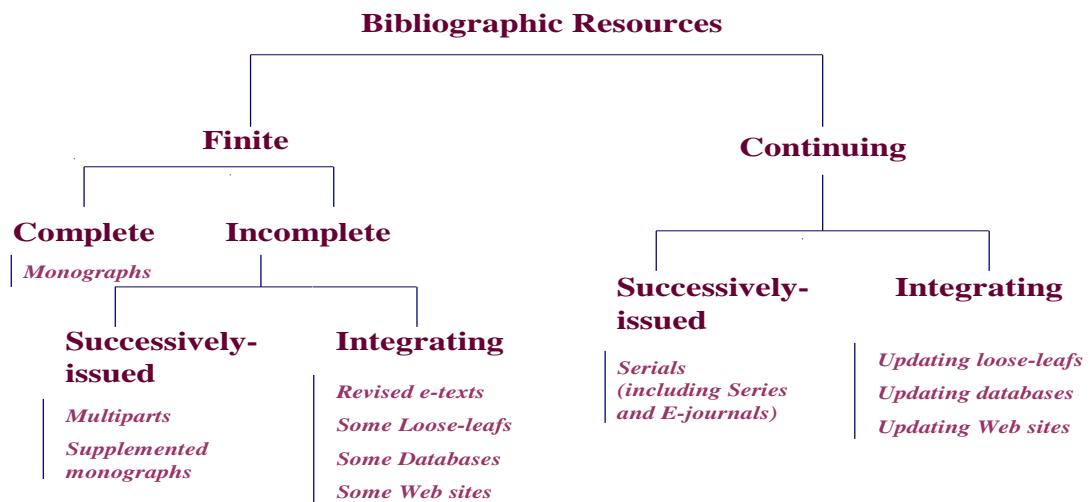 Bibliographic Resources
Finite
Continuing
Complete
Incomplete
Monographs
Successively-
issued
Integrating
Multiparts
Supplemented
monographs
Revised e-texts
Some Loose-leafs
Some Databases
Some Web sites
Successively-
issued
Integrating
Serials
(including Series
and E-journals)
Updating loose-leafs
Updating databases
Updating Web sites